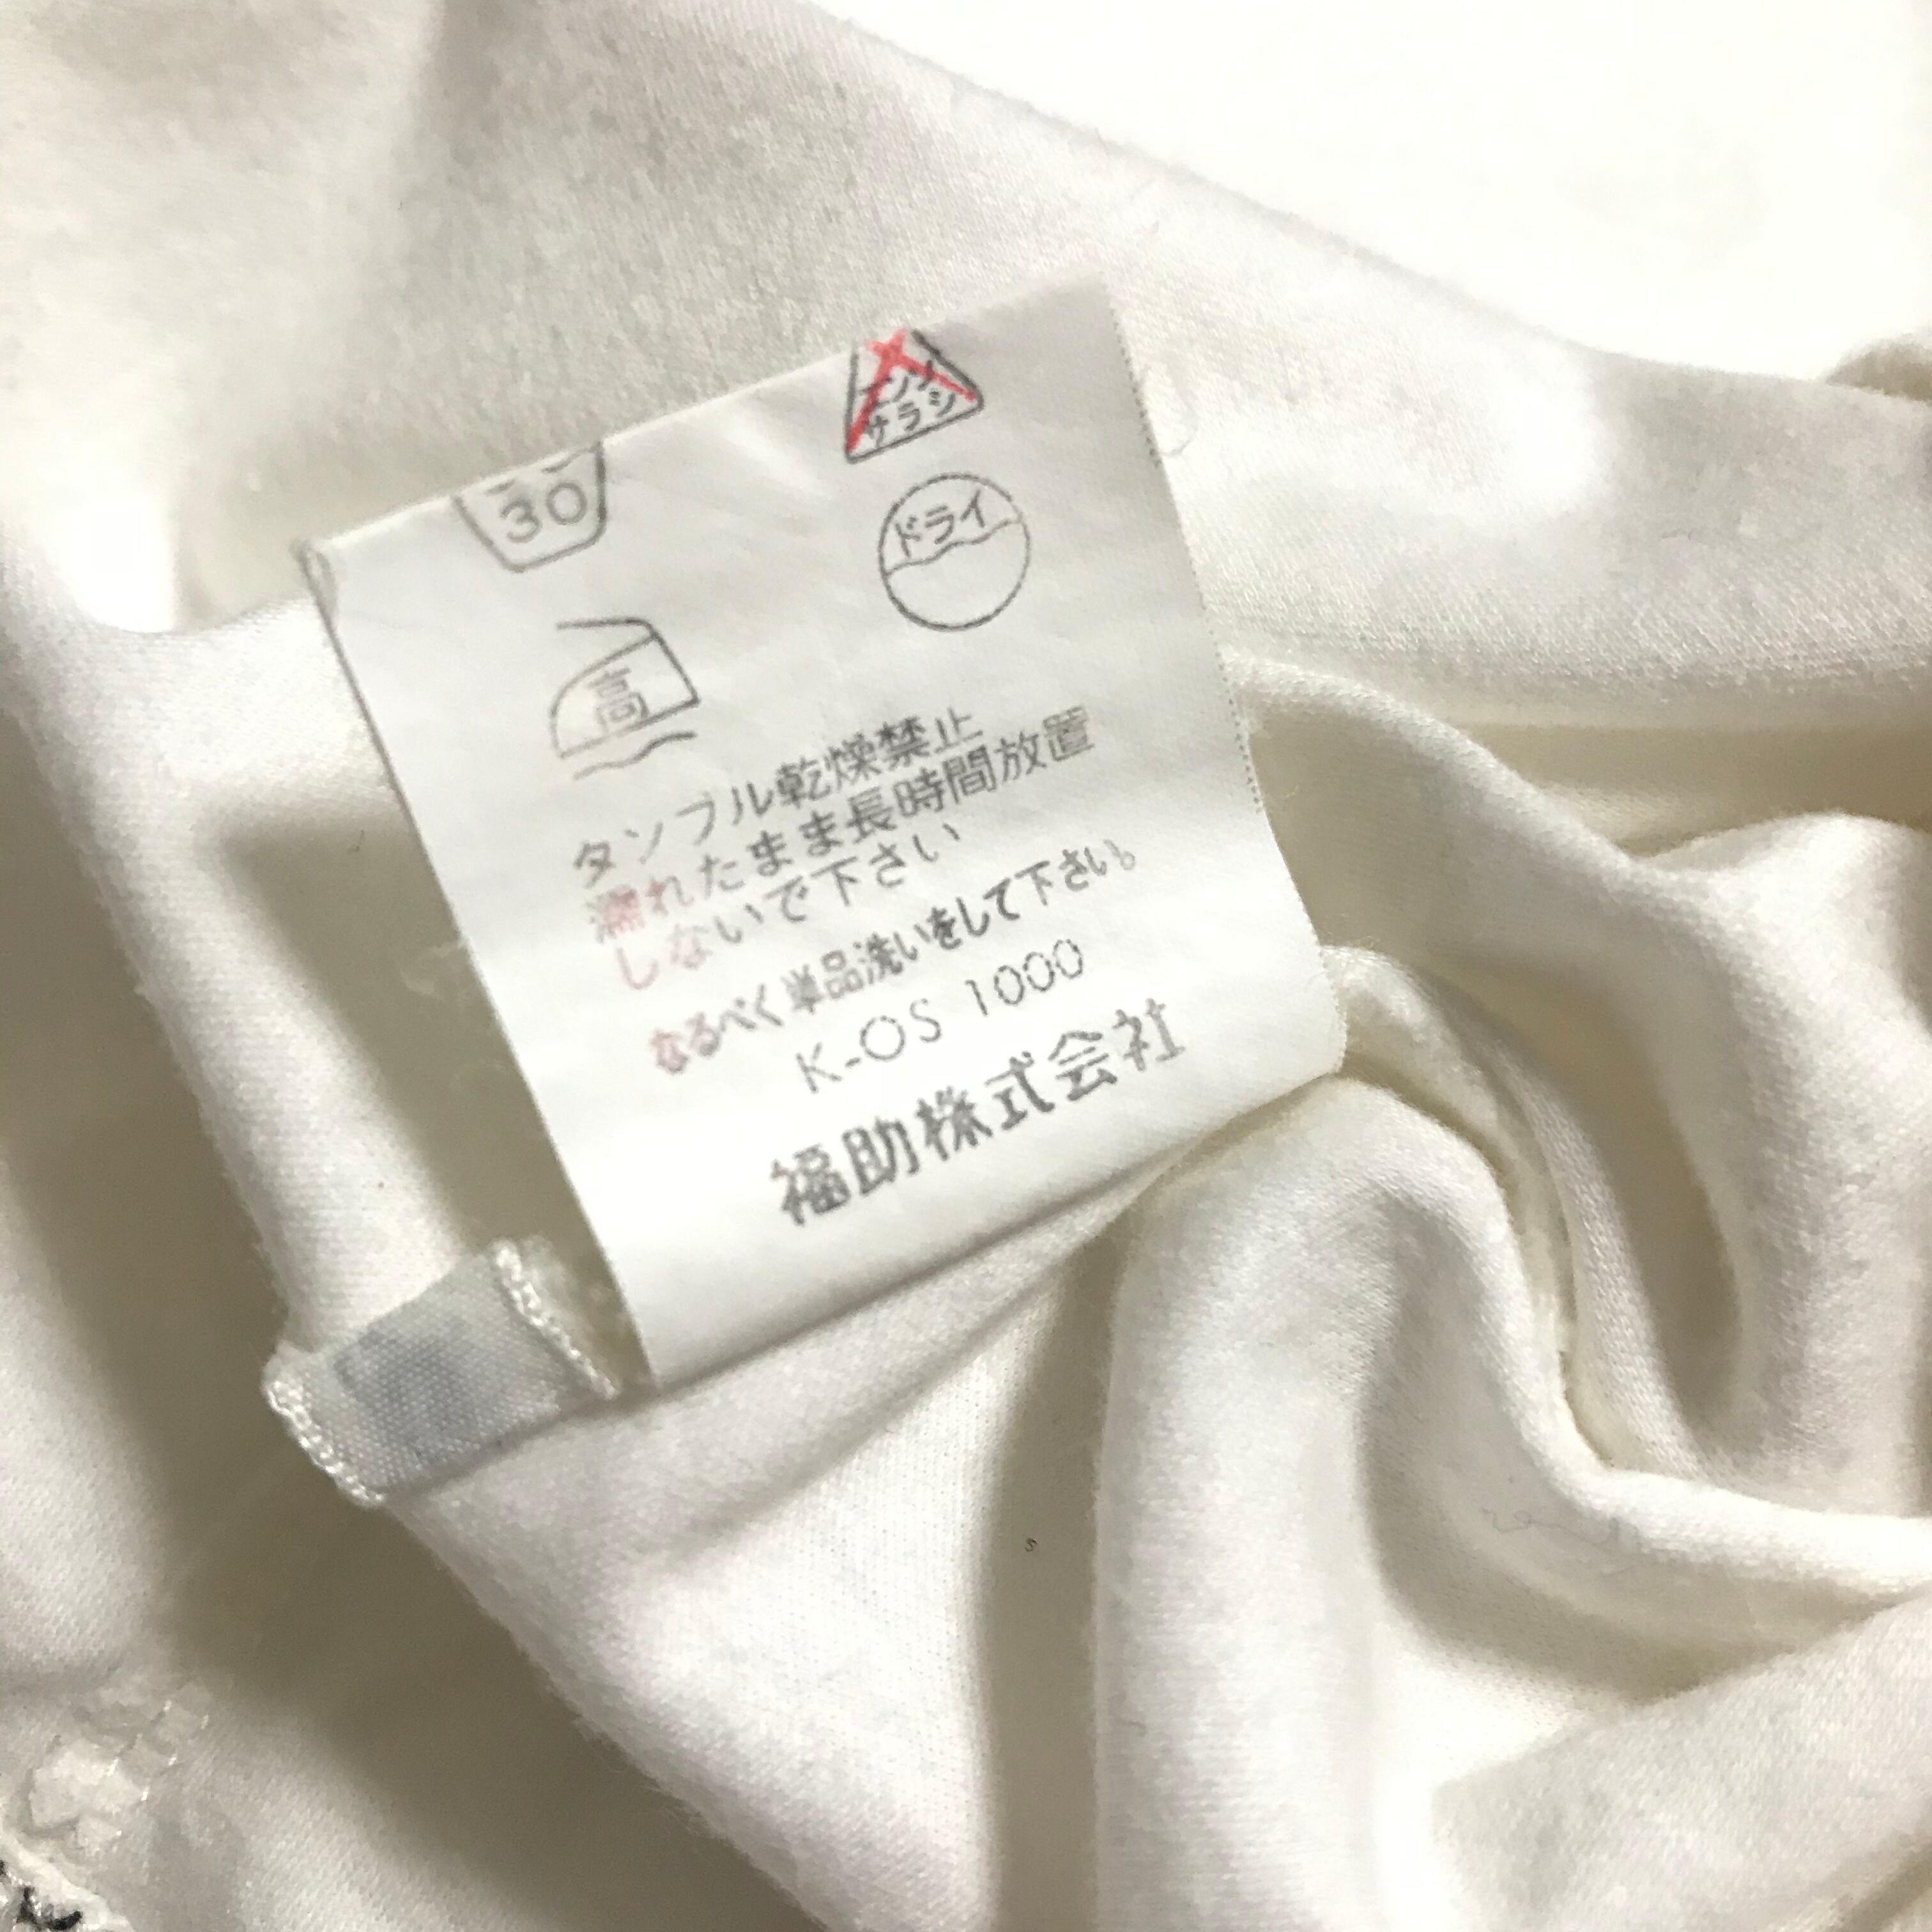 エンソ
サラシ
30
ドライ
高
タンブル乾燥禁止
濡れたまま長時間放置
しないで下さい
なるべく単品洗いをして下さい。
K-OS 1000
福助株式会社